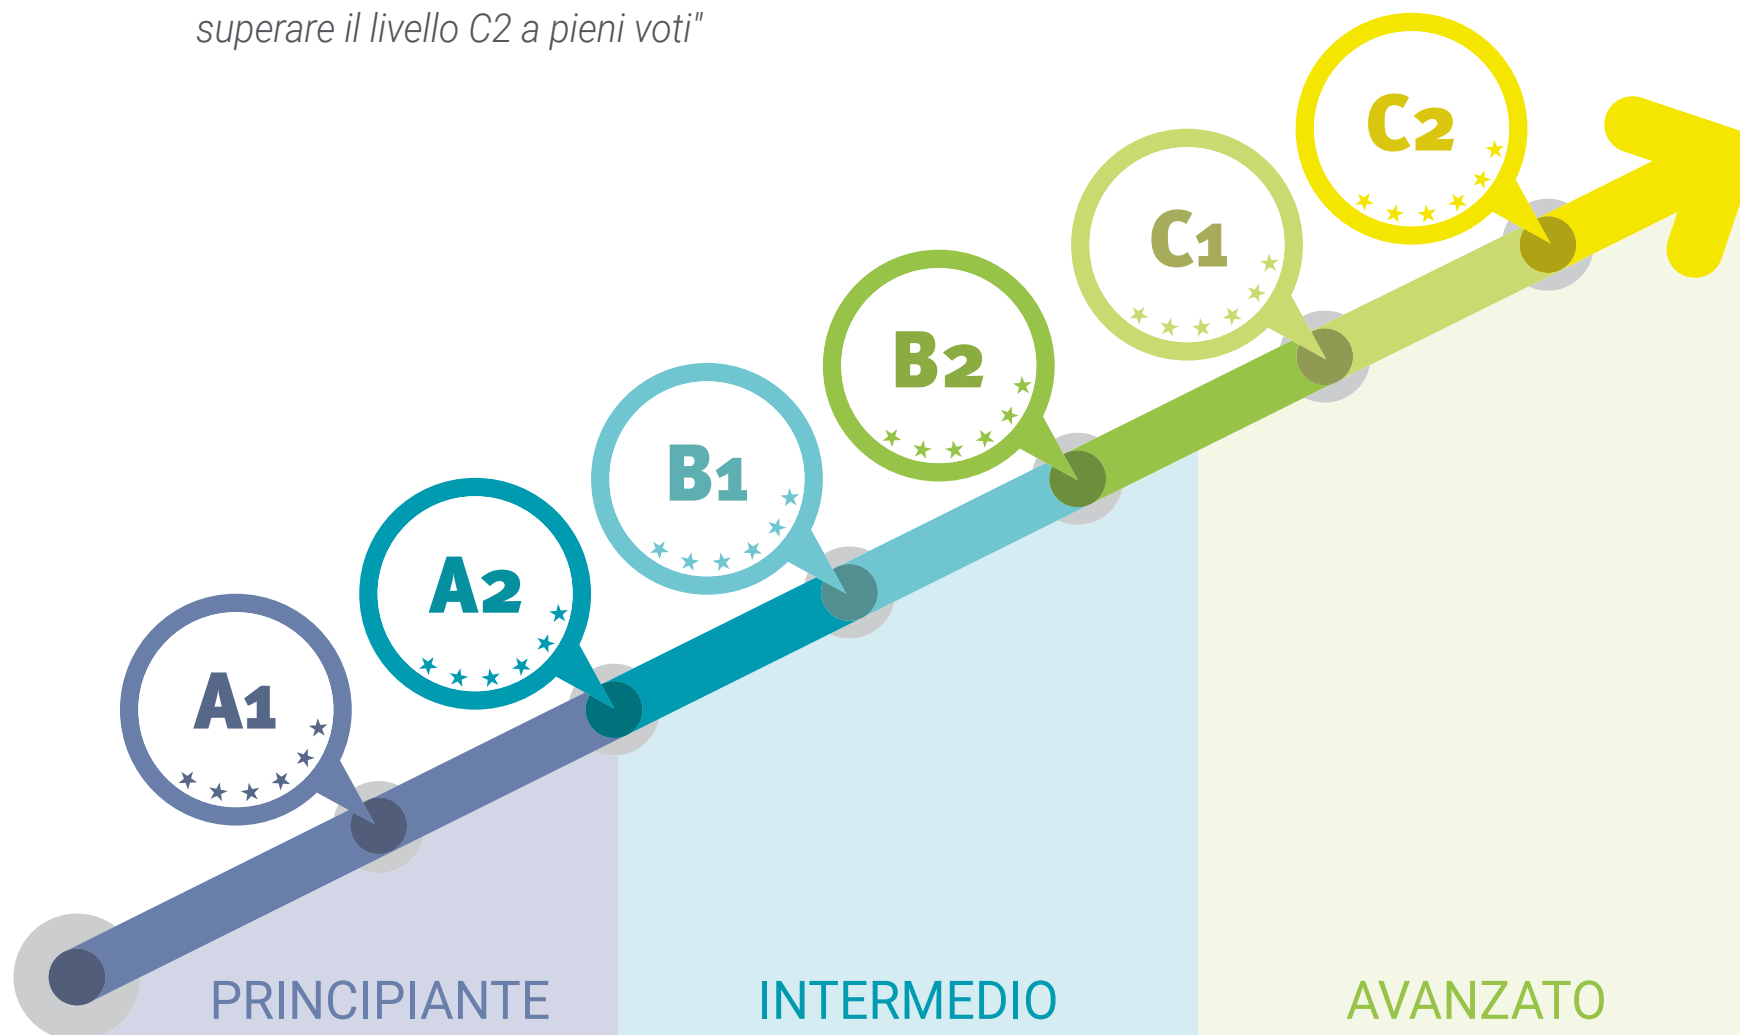 superare il livello C2 a pieni voti"
C2
C1
B2
B1
A2
A1
PRINCIPIANTE INTERMEDIO AVANZATO